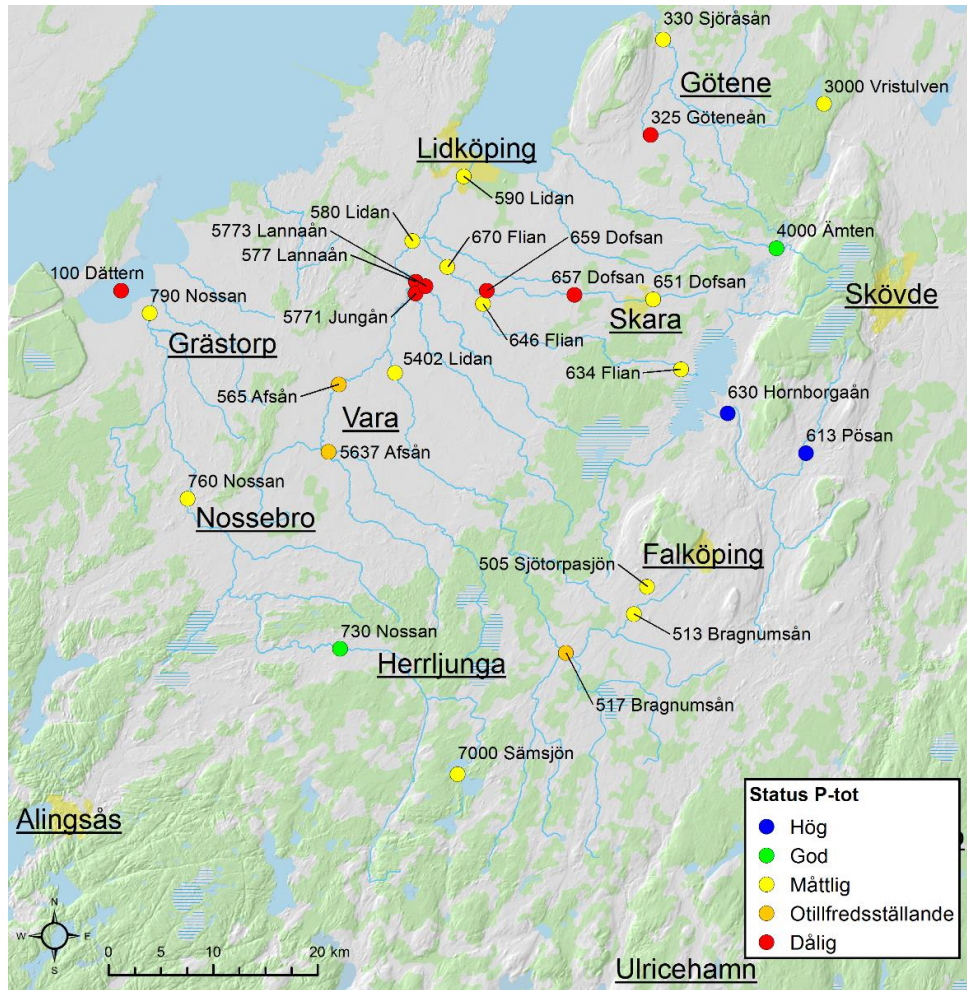 330 Sjöråsån
Götene
3000 Vristulven
325 Göteneån
Lidköping
590 Lidan
580 Lidan
5773 Lannaån
670 Flian
659 Dofsan
4000 Ämten
577 Lannaån
100 Dättern
657 Dofsan
651 Dofsan
Skövde
790 Nossan
5771 Jungån
Skara
646 Flian
Grästorp
5402 Lidan
634 Flian
565 Afsån
630 Hornborgaån
Vara
613 Pösan
5637 Afsån
760 Nossan
Nossebro
Falköping
505 Sjötorpasjön
513 Bragnumsån
730 Nossan
Herrljunga
517 Bragnumsån
7000 Sämsjön
Alingsås
Status P-tot
Hög
God
Måttlig
Otillfredsställande
Dålig
N
W E
S
0 5 10 20 km
Ulricehamn